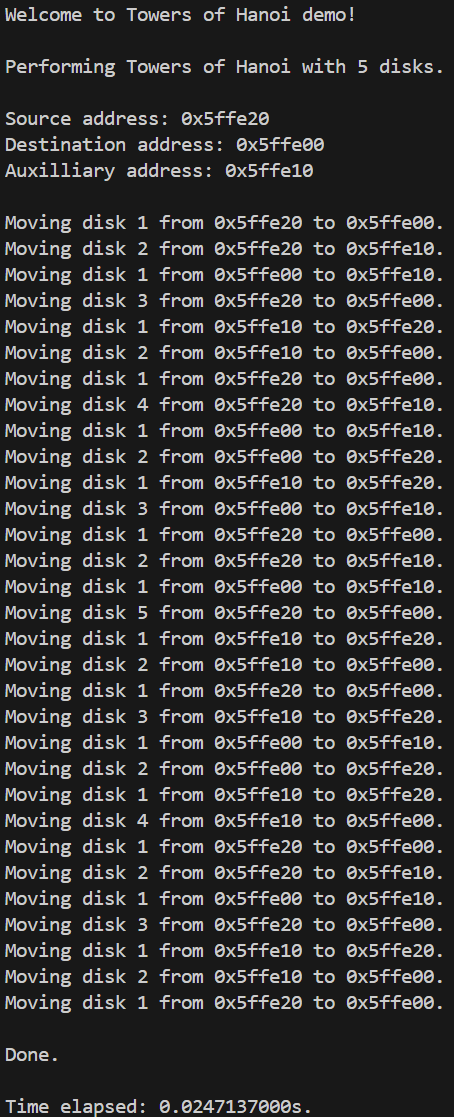 Welcome to Towers of Hanoi demo!
Performing Towers of Hanoi with 5 disks.
Source address: 0x5ffe20
Destination address: 0x5ffe00
Auxilliary address: 0x5ffe10
Moving disk 1 from 0x5ffe20 to 0x5ffe00.
Moving disk 2 from 0x5ffe20 to 0x5ffe10.
Moving disk 1 from 0x5ffe00 to 0x5ffe10.
Moving disk 3 from 0x5ffe20 to 0x5ffe00.
Moving disk 1 from 0x5ffe10 to 0x5ffe20.
Moving disk 2 from 0x5ffe10 to 0x5ffe00.
Moving disk 1 from 0x5ffe20 to 0x5ffe00.
Moving disk 4 from 0x5ffe20 to 0x5ffe10.
Moving disk 1 from 0x5ffe00 to 0x5ffe10.
Moving disk 2 from 0x5ffe00 to 0x5ffe20.
Moving disk 1 from 0x5ffe10 to 0x5ffe20.
Moving disk 3 from 0x5ffe00 to 0x5ffe10.
Moving disk 1 from 0x5ffe20 to 0x5ffe00.
Moving disk 2 from 0x5ffe20 to 0x5ffe10.
Moving disk 1 from 0x5ffe00 to 0x5ffe10.
Moving disk 5 from 0x5ffe20 to 0x5ffe00.
Moving disk 1 from 0x5ffe10 to 0x5ffe20.
Moving disk 2 from 0x5ffe10 to 0x5ffe00.
Moving disk 1 from 0x5ffe20 to 0x5ffe00.
Moving disk 3 from 0x5ffe10 to 0x5ffe20.
Moving disk 1 from 0x5ffe00 to 0x5ffe10.
Moving disk 2 from 0x5ffe00 to 0x5ffe20.
Moving disk 1 from 0x5ffe10 to 0x5ffe20.
Moving disk 4 from 0x5ffe10 to 0x5ffe00.
Moving disk 1 from 0x5ffe20 to 0x5ffe00.
Moving disk 2 from 0x5ffe20 to 0x5ffe10.
Moving disk 1 from 0x5ffe00 to 0x5ffe10.
Moving disk 3 from 0x5ffe20 to 0x5ffe00.
Moving disk 1 from 0x5ffe10 to 0x5ffe20.
Moving disk 2 from 0x5ffe10 to 0x5ffe00.
Moving disk 1 from 0x5ffe20 to 0x5ffe00.
Done.
Time elapsed: 0.0247137000s.